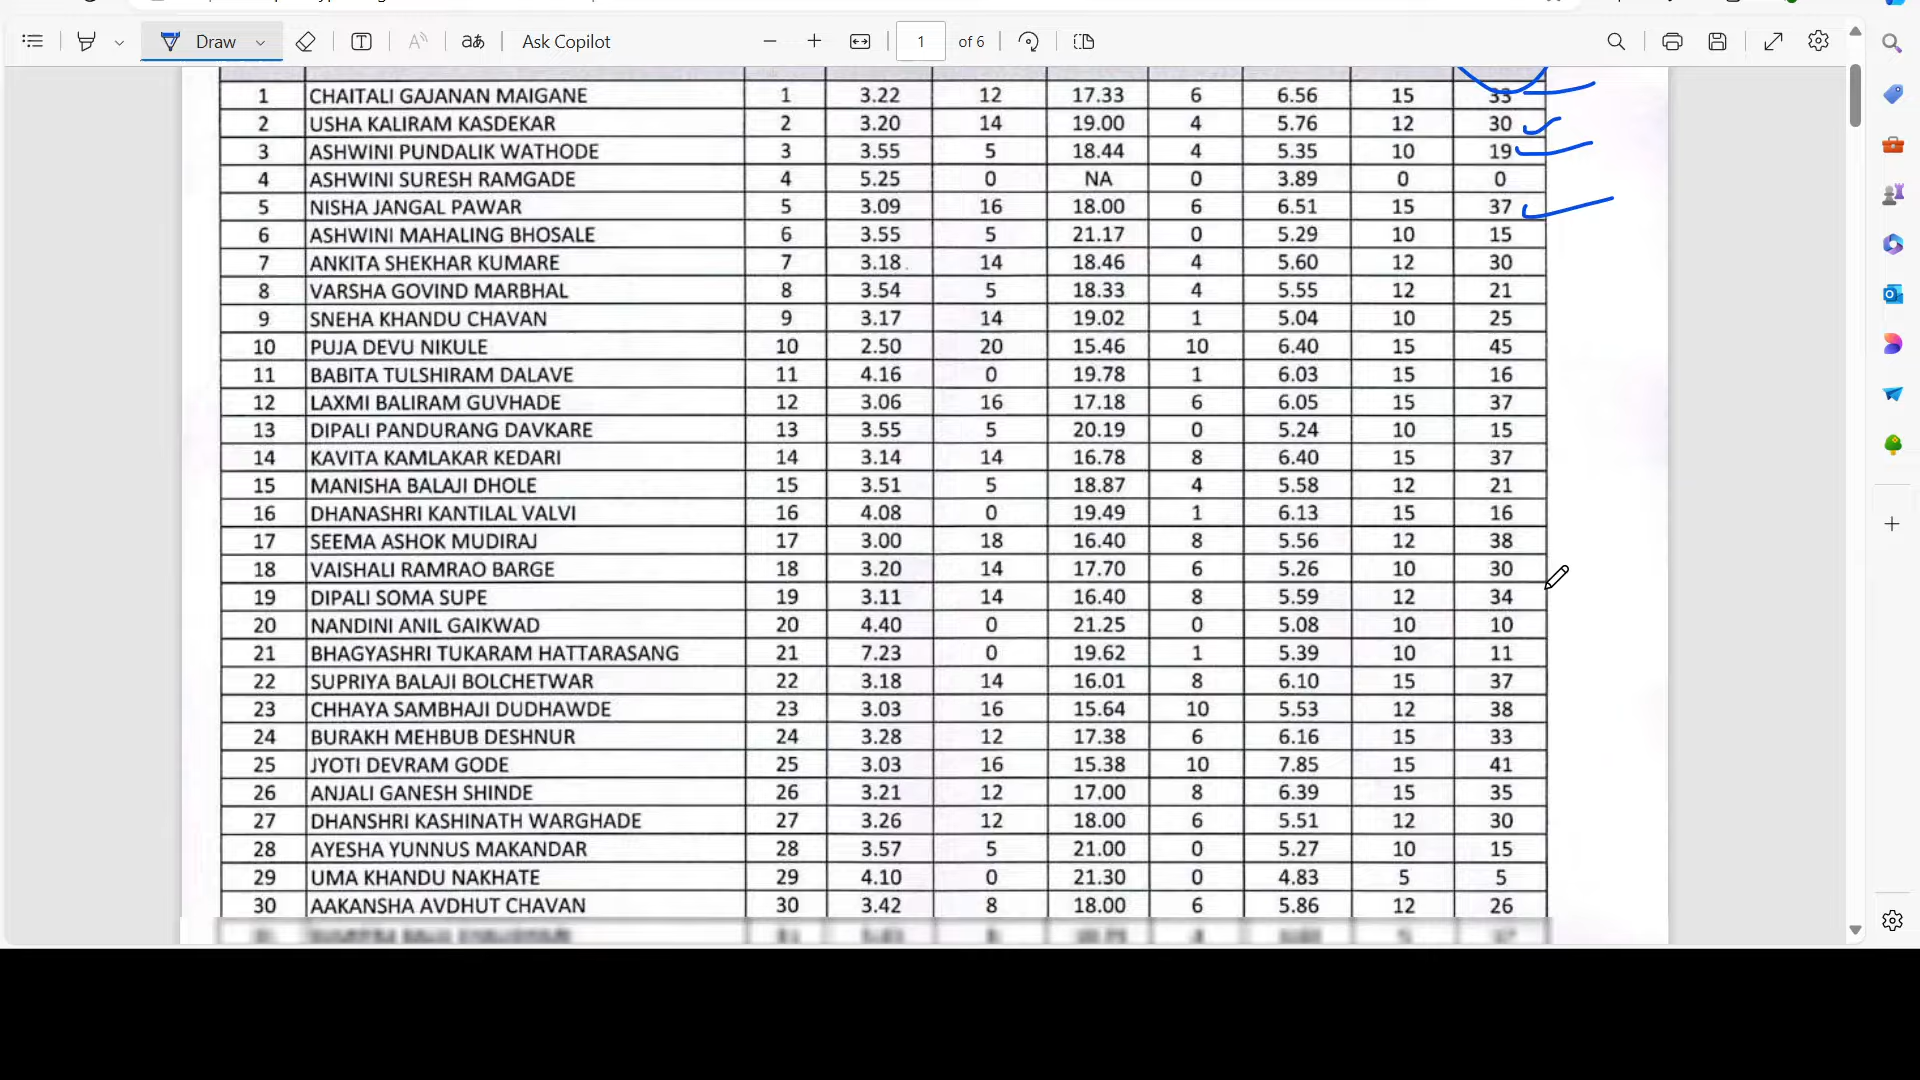 Draw
aあ
Ask Copilot
1 of 6
1 CHAITALI GAJANAN MAIGANE 1 3.22 12 17.33 6 6.56 15 33
2 USHA KALIRAM KASDEKAR 2 3.20 14 19.00 4 5.76 12 30
3 ASHWINI PUNDALIK WATHODE 3 3.55 5 18.44 4 5.35 10 19
4 ASHWINI SURESH RAMGADE 4 5.25 0 NA 0 3.89 0 0
5 NISHA JANGAL PAWAR 5 3.09 16 18.00 6 6.51 15 37
6 ASHWINI MAHALING BHOSALE 6 3.55 5 21.17 0 5.29 10 15
7 ANKITA SHEKHAR KUMARE 7 3.18 14 18.46 4 5.60 12 30
8 VARSHA GOVIND MARBHAL 8 3.54 5 18.33 4 5.55 12 21
9 SNEHA KHANDU CHAVAN 9 3.17 14 19.02 1 5.04 10 25
10 PUJA DEVU NIKULE 10 2.50 20 15.46 10 6.40 15 45
11 BABITA TULSHIRAM DALAVE 11 4.16 0 19.78 1 6.03 15 16
12 LAXMI BALIRAM GUVHADE 12 3.06 16 17.18 6 6.05 15 37
13 DIPALI PANDURANG DAVKARE 13 3.55 5 20.19 0 5.24 10 15
14 KAVITA KAMLAKAR KEDARI 14 3.14 14 16.78 8 6.40 15 37
15 MANISHA BALAJI DHOLE 15 3.51 5 18.87 4 5.58 12 21
16 DHANASHRI KANTILAL VALVI 16 4.08 0 19.49 1 6.13 15 16
17 SEEMA ASHOK MUDIRAJ 17 3.00 18 16.40 8 5.56 12 38
18 VAISHALI RAMRAO BARGE 18 3.20 14 17.70 6 5.26 10 30
19 DIPALI SOMA SUPE 19 3.11 14 16.40 8 5.59 12 34
20 NANDINI ANIL GAIKWAD 20 4.40 0 21.25 0 5.08 10 10
21 BHAGYASHRI TUKARAM HATTARASANG 21 7.23 0 19.62 1 5.39 10 11
22 SUPRIYA BALAJI BOLCHETWAR 22 3.18 14 16.01 8 6.10 15 37
23 CHHAYA SAMBHAJI DUDHAWDE 23 3.03 16 15.64 10 5.53 12 38
24 BURAKH MEHBUB DESHNUR 24 3.28 12 17.38 6 6.16 15 33
25 JYOTI DEVRAM GODE 25 3.03 16 15.38 10 7.85 15 41
26 ANJALI GANESH SHINDE 26 3.21 12 17.00 8 6.39 15 35
27 DHANSHRI KASHINATH WARGHADE 27 3.26 12 18.00 6 5.51 12 30
28 AYESHA YUNNUS MAKANDAR 28 3.57 5 21.00 0 5.27 10 15
29 UMA KHANDU NAKHATE 29 4.10 0 21.30 0 4.83 5 5
30 AAKANSHA AVDHUT CHAVAN 30 3.42 8 18.00 6 5.86 12 26